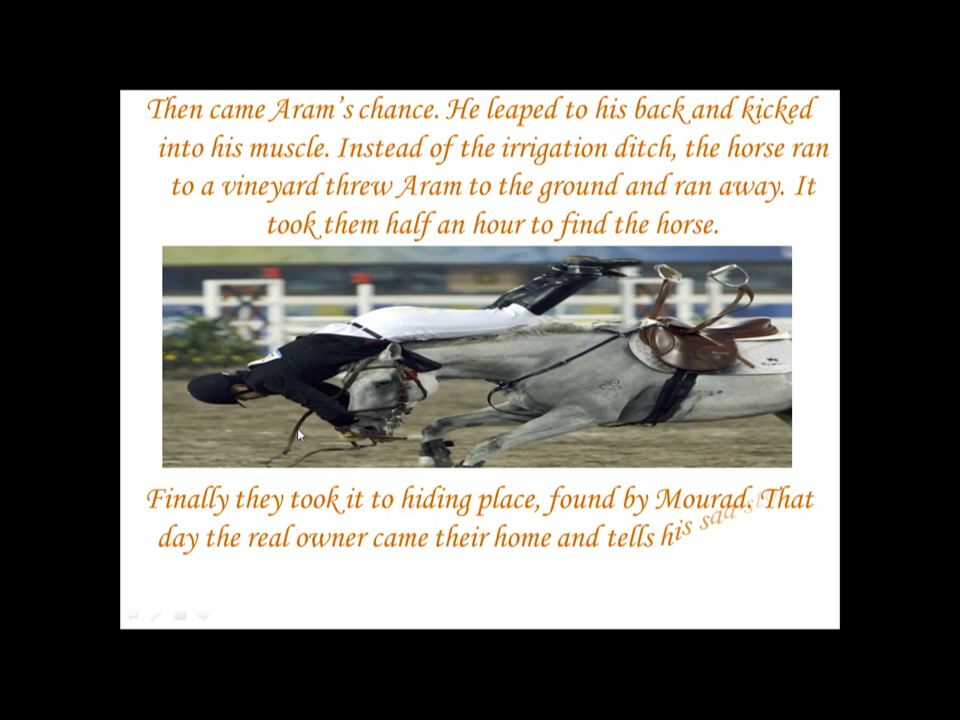 Then came Aram's chance. He leaped to his back and kicked
into his muscle. Instead of the irrigation ditch, the horse ran
to a vineyard threw Aram to the ground and ran away. It
took them half an hour to find the horse.
Finally they took it to hiding place, found by Mourad. That
day the real owner came their home and tells his sad